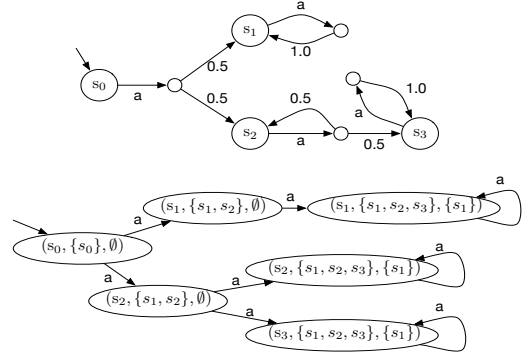 a
s₁
1.0
s₀
a
0.5
0.5
0.5
1.0
s₂
a
a
0.5
s₃
a
a
a
(s₁, {s₁, s₂}, ∅)
(s₁, {s₁, s₂, s₃}, {s₁})
(s₀, {s₀}, ∅)
a
a
a
(s₂, {s₁, s₂, s₃}, {s₁})
(s₂, {s₁, s₂}, ∅)
a
a
(s₃, {s₁, s₂, s₃}, {s₁})